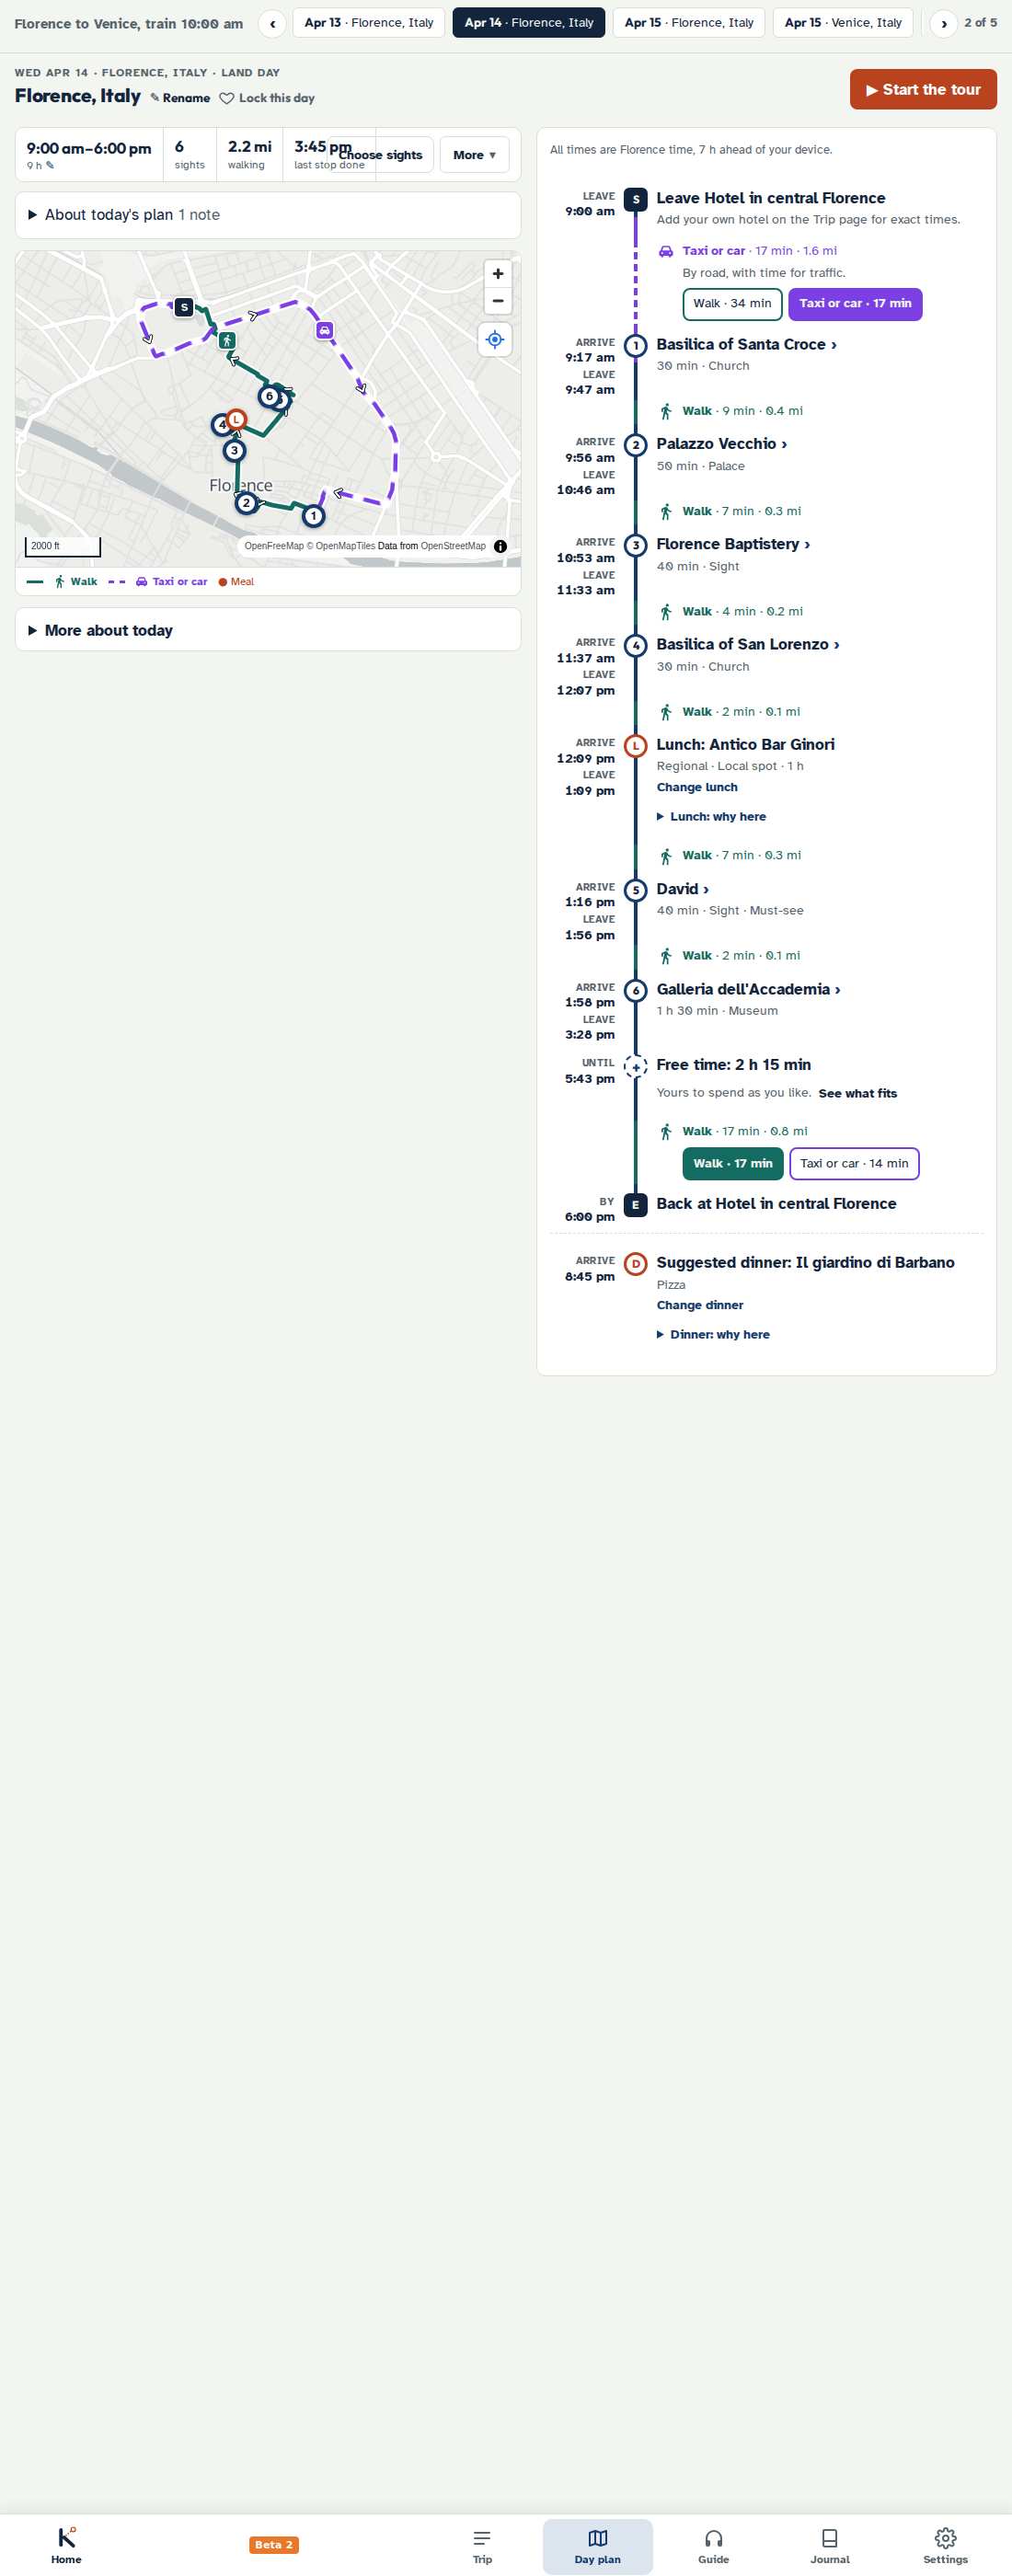 Florence to Venice, train 10:00 am
‹
Apr 13 · Florence, Italy
Apr 14 · Florence, Italy
Apr 15 · Florence, Italy
Apr 15 · Venice, Italy
›
2 of 5
WED APR 14 · FLORENCE, ITALY · LAND DAY
Florence, Italy ✎ Rename Lock this day
▶ Start the tour
9:00 am–6:00 pm
9 h ✎
6
sights
2.2 mi
walking
3:45 pm
last stop done
Choose sights
More ▾
▶ About today's plan 1 note
+
−
S
6
4
L
3
Florence
2
1
2000 ft
OpenFreeMap © OpenMapTiles Data from OpenStreetMap
Walk Taxi or car Meal
▶ More about today
All times are Florence time, 7 h ahead of your device.
LEAVE
9:00 am
S
Leave Hotel in central Florence
Add your own hotel on the Trip page for exact times.
Taxi or car · 17 min · 1.6 mi
By road, with time for traffic.
Walk · 34 min
Taxi or car · 17 min
ARRIVE
9:17 am
LEAVE
9:47 am
1
Basilica of Santa Croce ›
30 min · Church
Walk · 9 min · 0.4 mi
ARRIVE
9:56 am
LEAVE
10:46 am
2
Palazzo Vecchio ›
50 min · Palace
Walk · 7 min · 0.3 mi
ARRIVE
10:53 am
LEAVE
11:33 am
3
Florence Baptistery ›
40 min · Sight
Walk · 4 min · 0.2 mi
ARRIVE
11:37 am
LEAVE
12:07 pm
4
Basilica of San Lorenzo ›
30 min · Church
Walk · 2 min · 0.1 mi
ARRIVE
12:09 pm
LEAVE
1:09 pm
L
Lunch: Antico Bar Ginori
Regional · Local spot · 1 h
Change lunch
▶ Lunch: why here
Walk · 7 min · 0.3 mi
ARRIVE
1:16 pm
LEAVE
1:56 pm
5
David ›
40 min · Sight · Must-see
Walk · 2 min · 0.1 mi
ARRIVE
1:58 pm
LEAVE
3:28 pm
6
Galleria dell'Accademia ›
1 h 30 min · Museum
UNTIL
5:43 pm
+
Free time: 2 h 15 min
Yours to spend as you like. See what fits
Walk · 17 min · 0.8 mi
Walk · 17 min
Taxi or car · 14 min
BY
6:00 pm
E
Back at Hotel in central Florence
ARRIVE
8:45 pm
D
Suggested dinner: Il giardino di Barbano
Pizza
Change dinner
▶ Dinner: why here
Home
Beta 2
Trip
Day plan
Guide
Journal
Settings